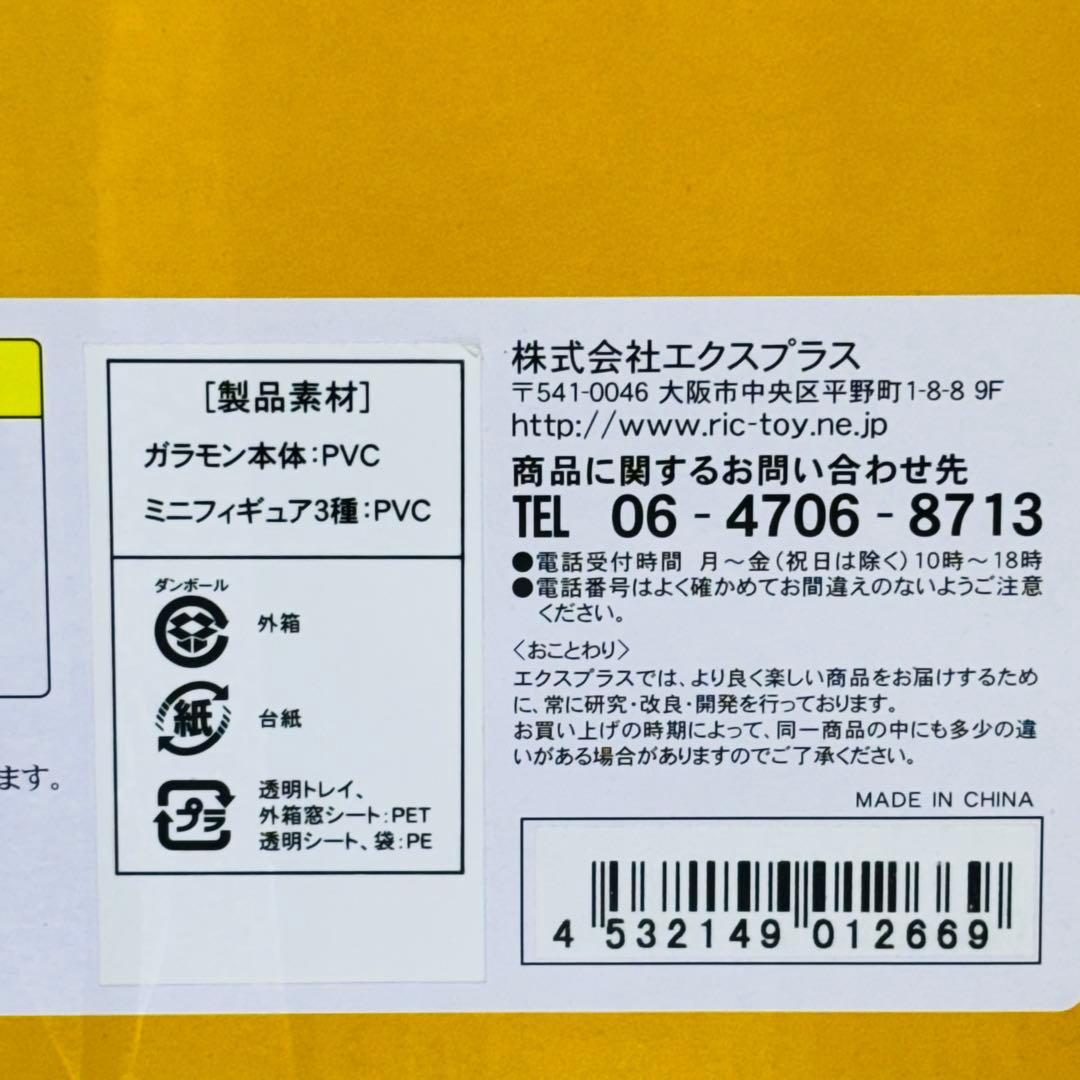 [製品素材]
ガラモン本体:PVC
ミニフィギュア3種:PVC
ダンボール
外箱
紙
台紙
プラ
透明トレイ、
外箱窓シート:PET
透明シート、袋:PE
ます。
株式会社エクスプラス
〒541-0046 大阪市中央区平野町1-8-8 9F
http://www.ric-toy.ne.jp
商品に関するお問い合わせ先
TEL 06-4706-8713
●電話受付時間 月～金(祝日は除く)10時～18時
●電話番号はよく確かめてお間違えのないようご注意
ください。
〈おことわり〉
エクスプラスでは、より良く楽しい商品をお届けするため
に、常に研究・改良・開発を行っております。
お買い上げの時期によって、同一商品の中にも多少の違
いがある場合がありますのでご了承ください。
MADE IN CHINA
4 532149 012669